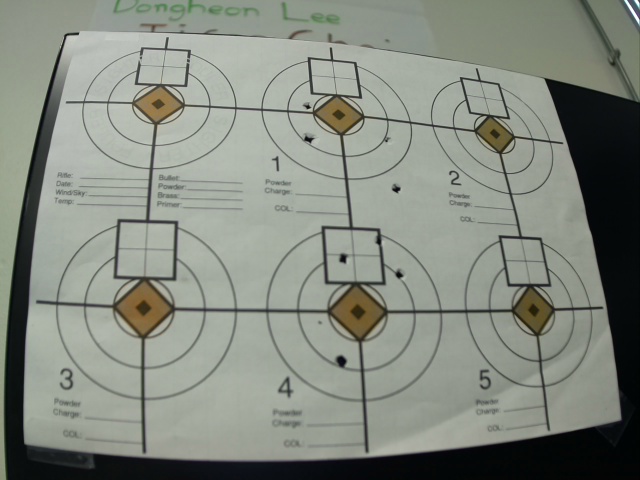 Dongheon Lee
Rifle:
Date:
Wind/Sky:
Temp:
Bullet:
Powder:
Brass:
Primer:
1
Powder
Charge:
COL:
2
Powder
Charge:
COL:
3
Powder
Charge:
COL:
4
Powder
Charge:
COL:
5
Powder
Charge:
COL: